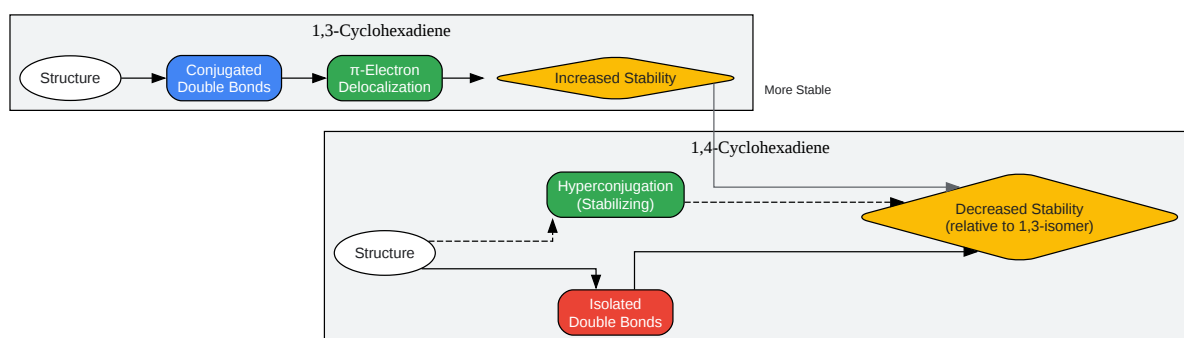 1,3-Cyclohexadiene
Structure
Conjugated
Double Bonds
π-Electron
Delocalization
Increased Stability
More Stable
1,4-Cyclohexadiene
Hyperconjugation
(Stabilizing)
Decreased Stability
(relative to 1,3-isomer)
Structure
Isolated
Double Bonds